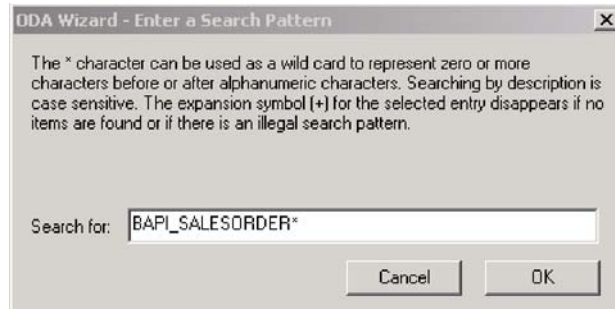 ODA Wizard - Enter a Search Pattern
The * character can be used as a wild card to represent zero or more
characters before or after alphanumeric characters. Searching by description is
case sensitive. The expansion symbol (+) for the selected entry disappears if no
items are found or if there is an illegal search pattern.
Search for: BAPI_SALESORDER*
Cancel OK